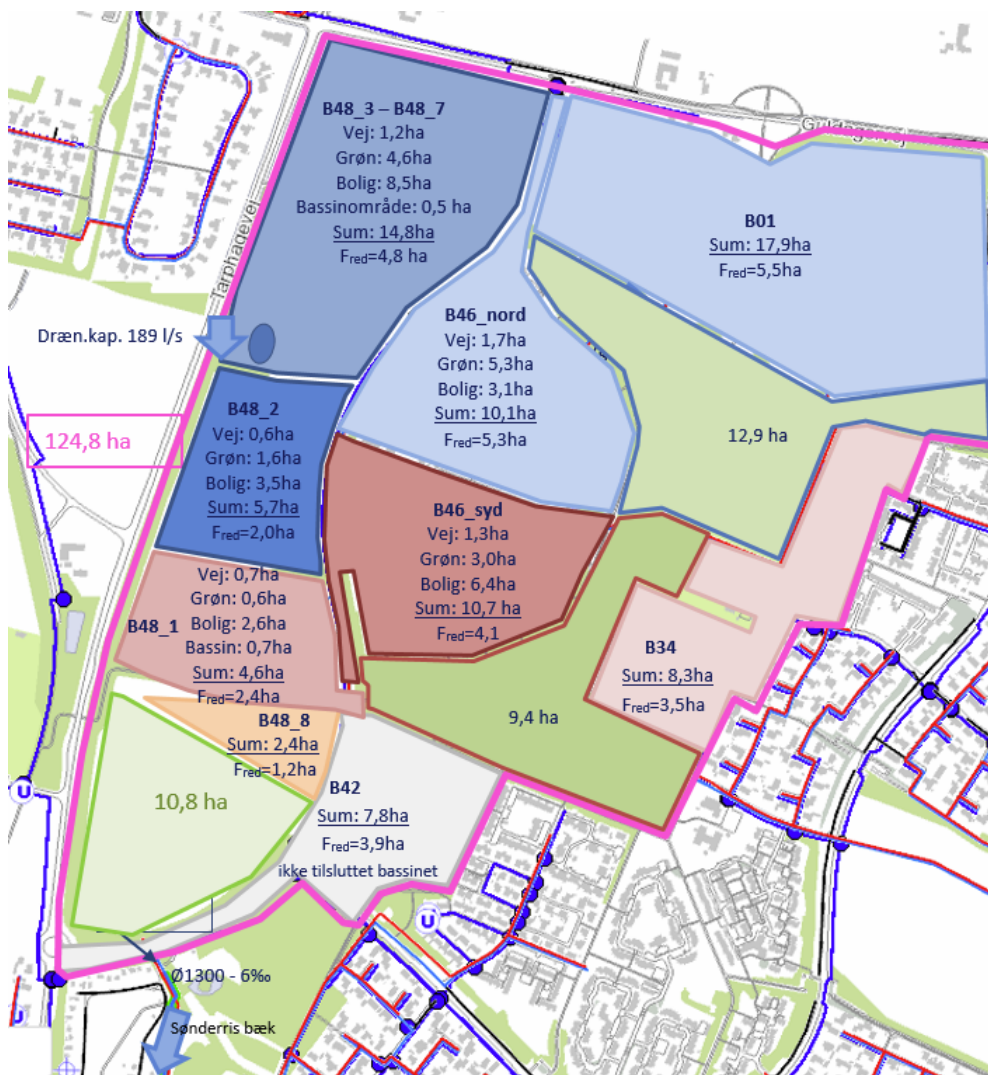 B48_3 – B48_7
Vej: 1,2ha
Grøn: 4,6ha
Bolig: 8,5ha
Bassinområde: 0,5 ha
Sum: 14,8ha
Fred=4,8 ha
Guldagervej
B01
Sum: 17,9ha
Fred=5,5ha
Tarphagevej
B46_nord
Vej: 1,7ha
Grøn: 5,3ha
Bolig: 3,1ha
Sum: 10,1ha
Fred=5,3ha
Dræn.kap. 189 l/s
124,8 ha
B48_2
Vej: 0,6ha
Grøn: 1,6ha
Bolig: 3,5ha
Sum: 5,7ha
Fred=2,0ha
12,9 ha
B46_syd
Vej: 1,3ha
Grøn: 3,0ha
Bolig: 6,4ha
Sum: 10,7 ha
Fred=4,1
B48_1
Vej: 0,7ha
Grøn: 0,6ha
Bolig: 2,6ha
Bassin: 0,7ha
Sum: 4,6ha
Fred=2,4ha
B34
Sum: 8,3ha
Fred=3,5ha
9,4 ha
B48_8
Sum: 2,4ha
Fred=1,2ha
10,8 ha
B42
Sum: 7,8ha
Fred=3,9ha
ikke tilsluttet bassinet
U
U
Ø1300 - 6‰
Sønderris bæk